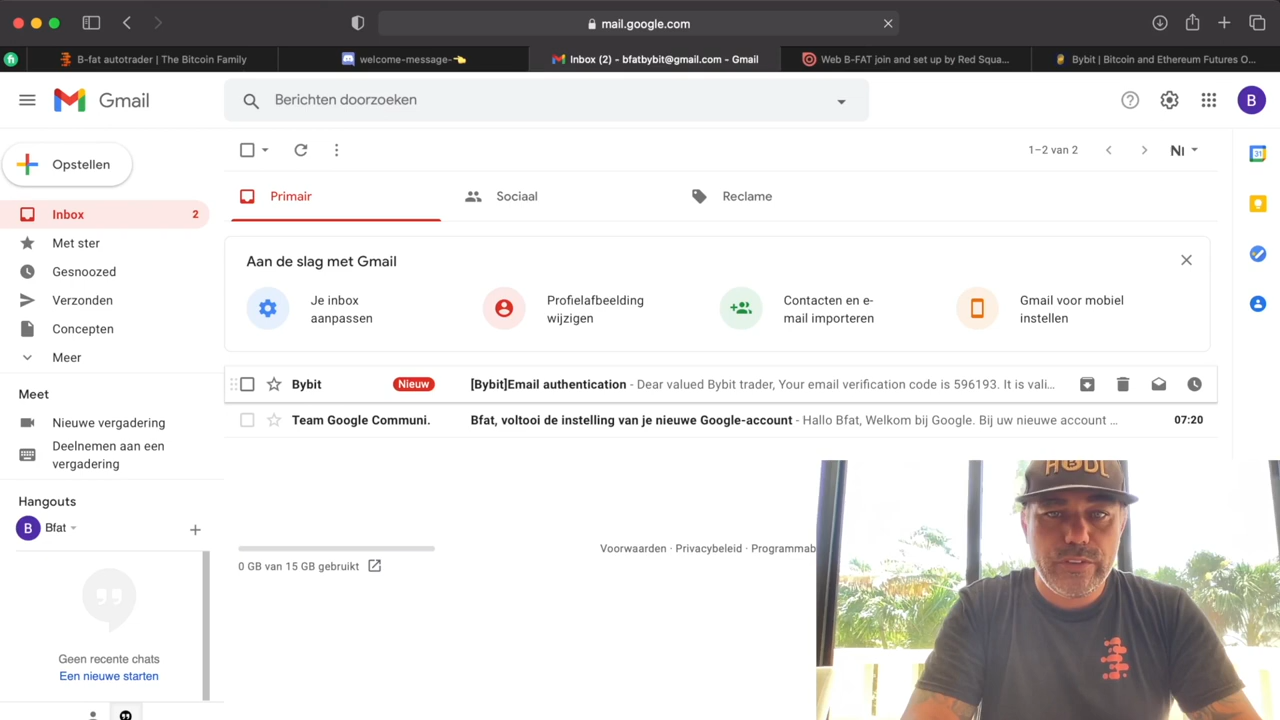 mail.google.com
B-fat autotrader | The Bitcoin Family
welcome-message-👈
Inbox (2) - bfatbybit@gmail.com - Gmail
Web B-FAT join and set up by Red Squa...
Bybit | Bitcoin and Ethereum Futures O...
Gmail
Berichten doorzoeken
B
Opstellen
1–2 van 2
Primair
Sociaal
Reclame
31
Inbox 2
Met ster
Gesnoozed
Verzonden
Concepten
Meer
Aan de slag met Gmail
Je inbox
aanpassen
Profielafbeelding
wijzigen
Contacten en e-
mail importeren
Gmail voor mobiel
instellen
Bybit Nieuw [Bybit]Email authentication - Dear valued Bybit trader, Your email verification code is 596193. It is vali...
Team Google Communi. Bfat, voltooi de instelling van je nieuwe Google-account - Hallo Bfat, Welkom bij Google. Bij uw nieuwe account ... 07:20
Meet
Nieuwe vergadering
Deelnemen aan een
vergadering
Hangouts
B Bfat
Geen recente chats
Een nieuwe starten
Voorwaarden · Privacybeleid · Programmab
0 GB van 15 GB gebruikt